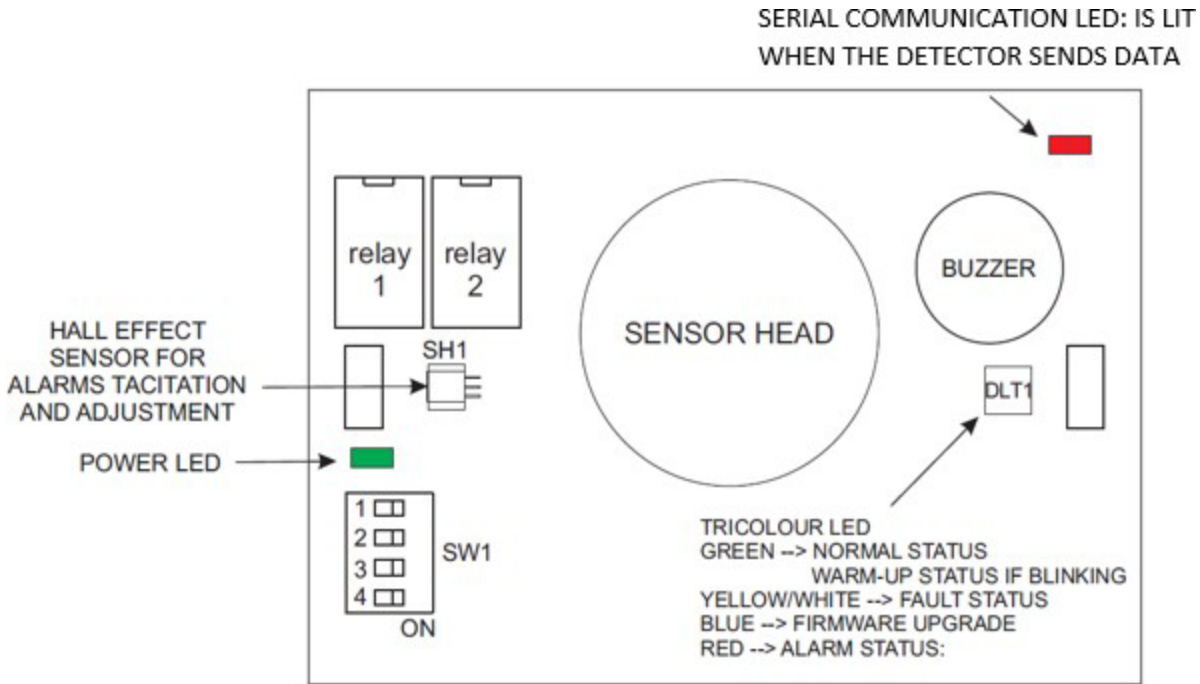 SERIAL COMMUNICATION LED: IS LIT
WHEN THE DETECTOR SENDS DATA
relay
1
relay
2
BUZZER
SENSOR HEAD
HALL EFFECT
SENSOR FOR
ALARMS TACITATION
AND ADJUSTMENT
SH1
DLT1
POWER LED
1
2
3
4
SW1
ON
TRICOLOUR LED
GREEN --> NORMAL STATUS
WARM-UP STATUS IF BLINKING
YELLOW/WHITE --> FAULT STATUS
BLUE --> FIRMWARE UPGRADE
RED --> ALARM STATUS: